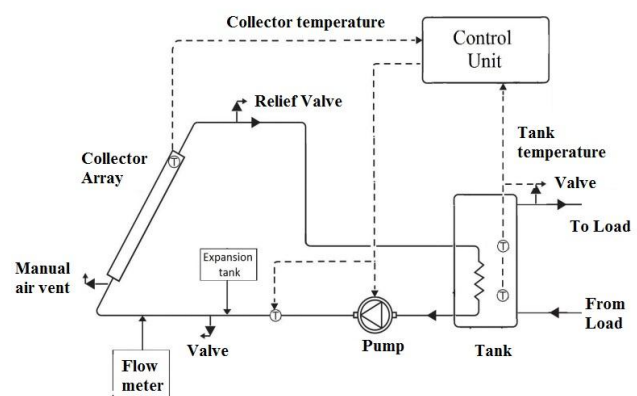 Collector temperature
Control
Unit
Relief Valve
Collector
Array
T
Tank
temperature
Valve
To Load
Manual
air vent
Expansion
tank
T
T
T
From
Load
Valve
Pump
Tank
Flow
meter